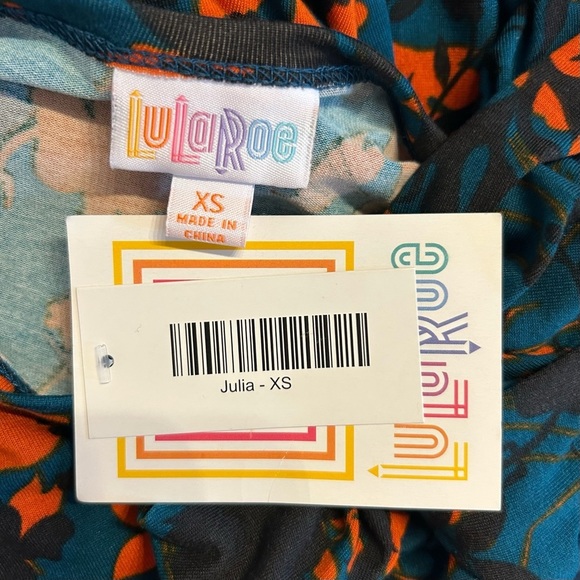 LuLaRoe
XS
MADE IN
CHINA
Julia - XS
LuLaRoe